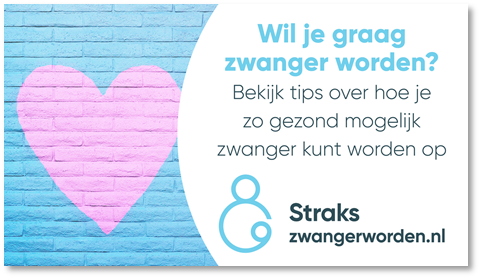 Wil je graag
zwanger worden?
Bekijk tips over hoe je
zo gezond mogelijk
zwanger kunt worden op
Straks
zwangerworden.nl